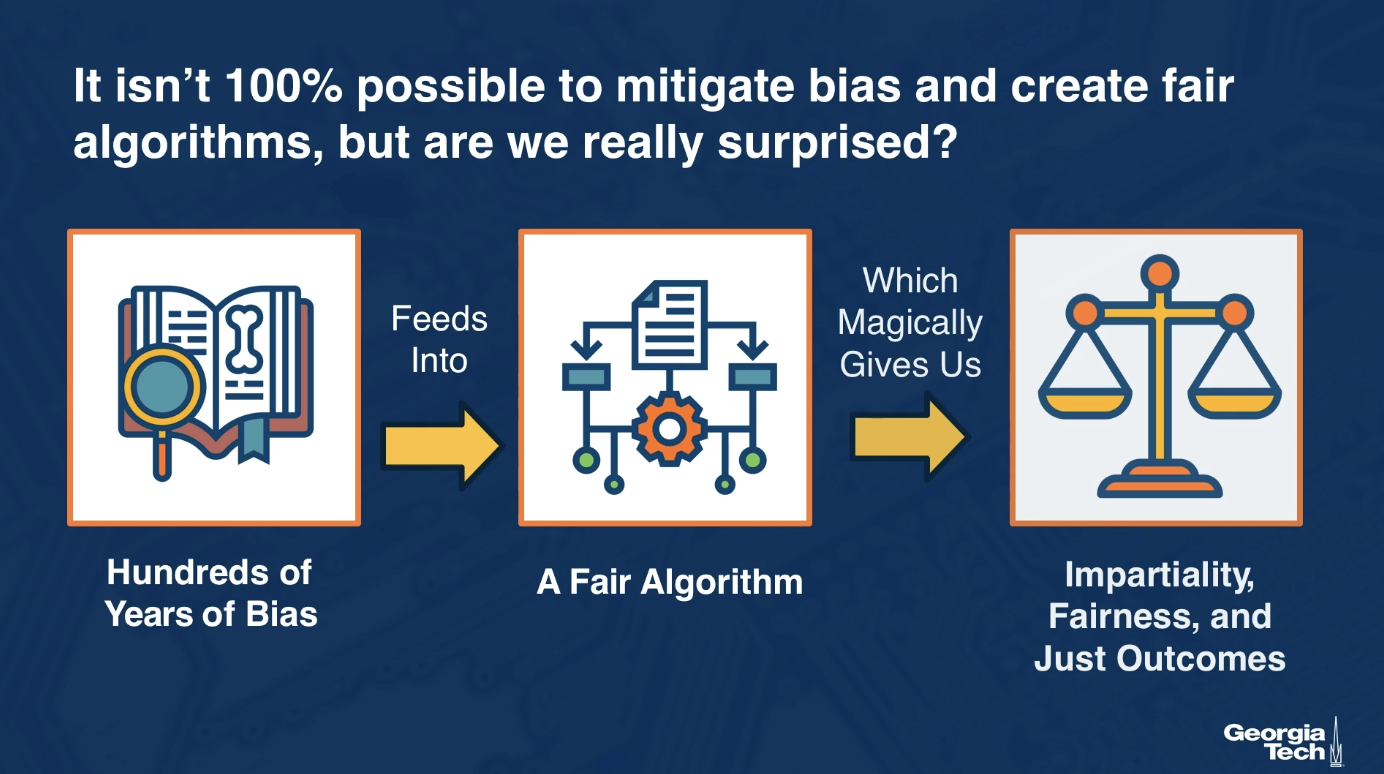 It isn’t 100% possible to mitigate bias and create fair
algorithms, but are we really surprised?
Feeds
Into
Which
Magically
Gives Us
Hundreds of
Years of Bias
A Fair Algorithm
Impartiality,
Fairness, and
Just Outcomes
Georgia
Tech